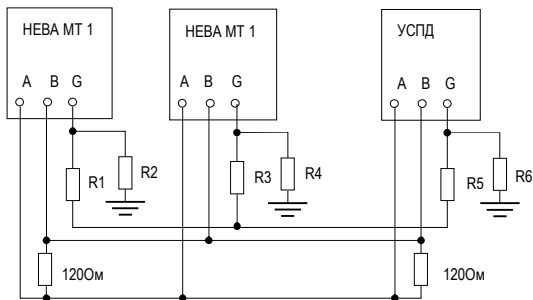 НЕВА МТ 1
НЕВА МТ 1
УСПД
A B G
A B G
A B G
R1
R2
R3
R4
R5
R6
120Ом
120Ом